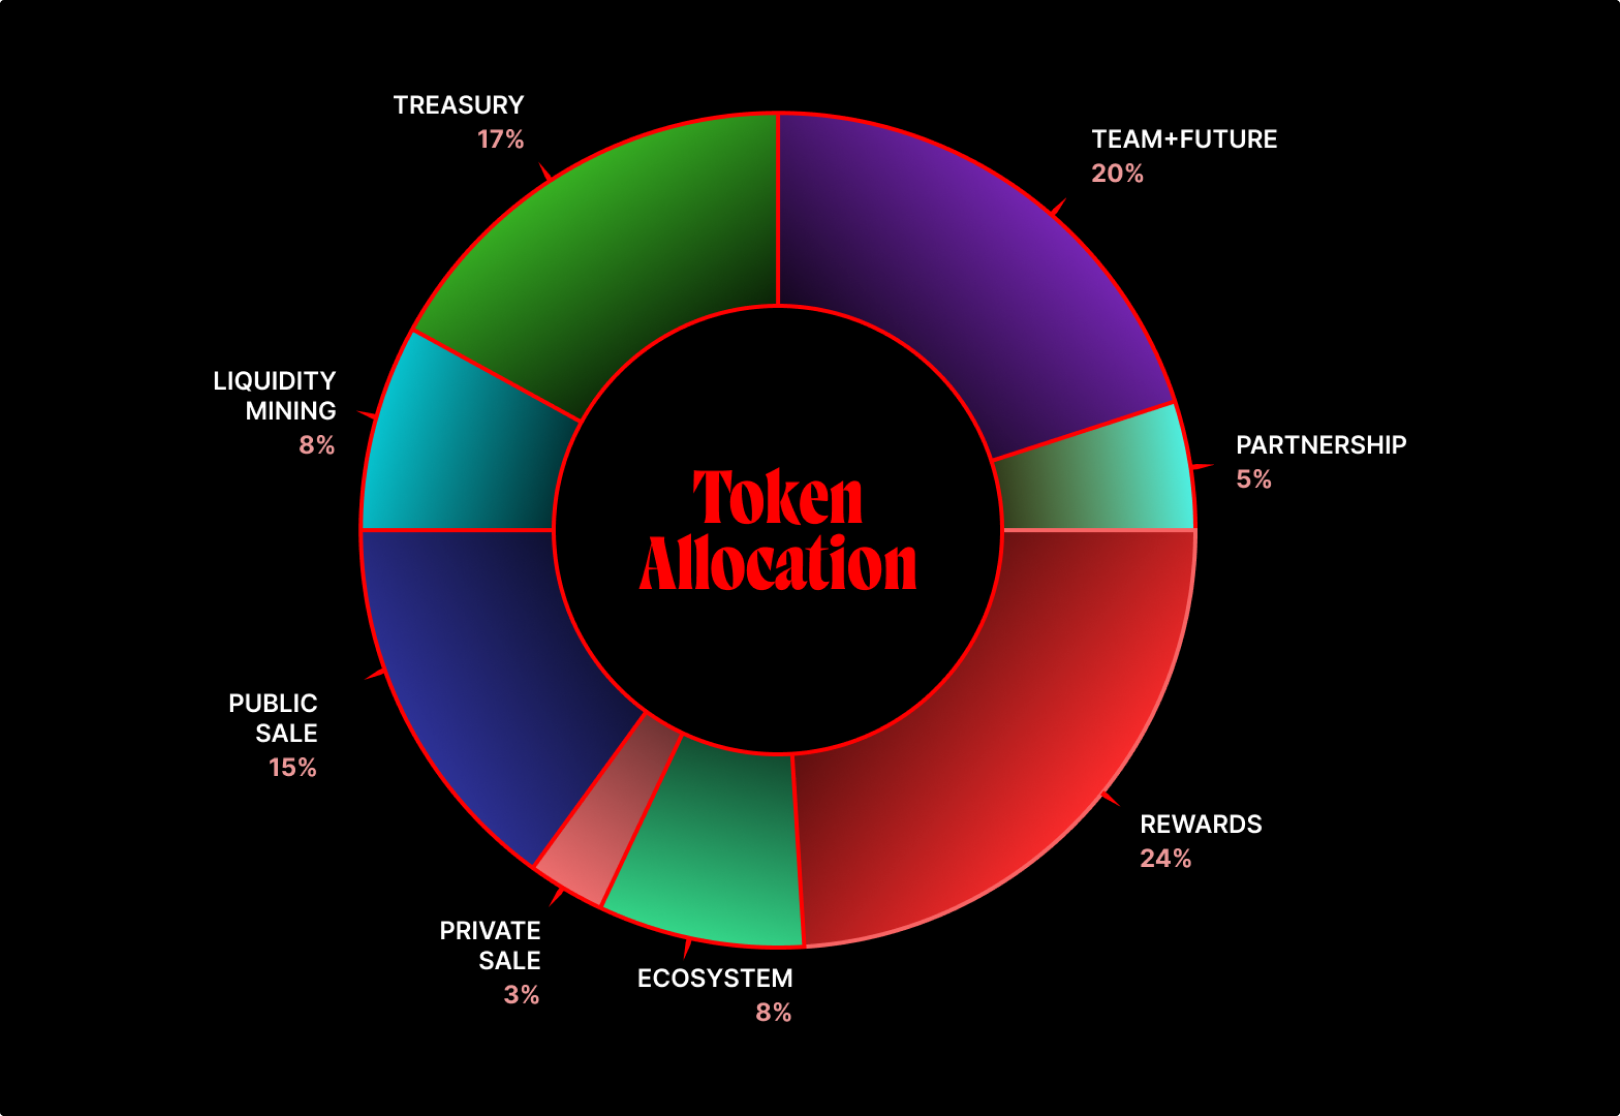 TREASURY
17%
TEAM+FUTURE
20%
LIQUIDITY
MINING
8%
PARTNERSHIP
5%
Token
Allocation
PUBLIC
SALE
15%
REWARDS
24%
PRIVATE
SALE
3%
ECOSYSTEM
8%